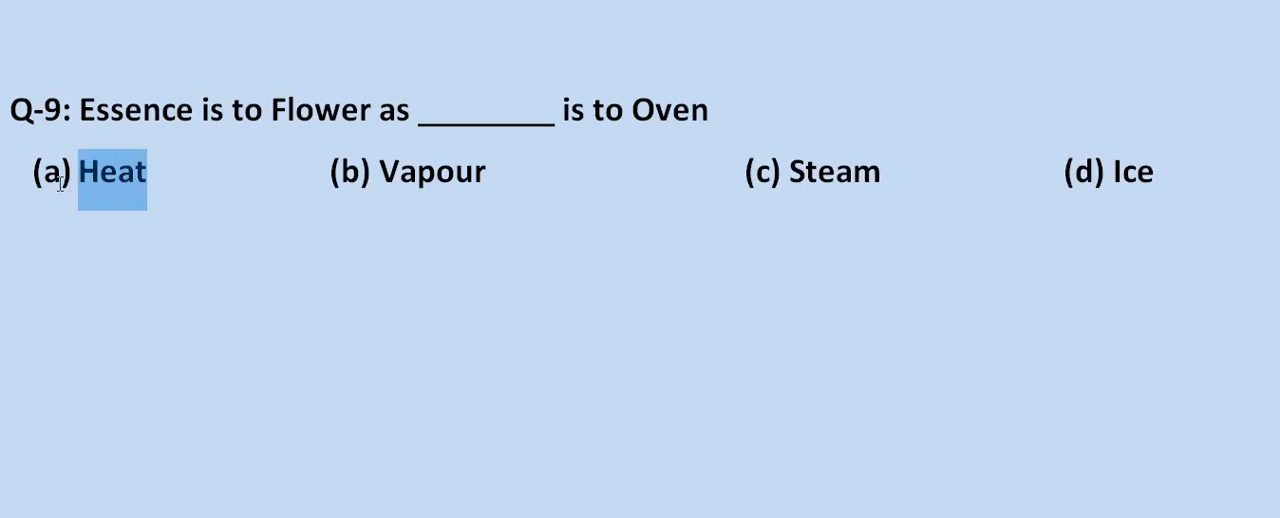 Q-9: Essence is to Flower as _________ is to Oven
(a) Heat (b) Vapour (c) Steam (d) Ice